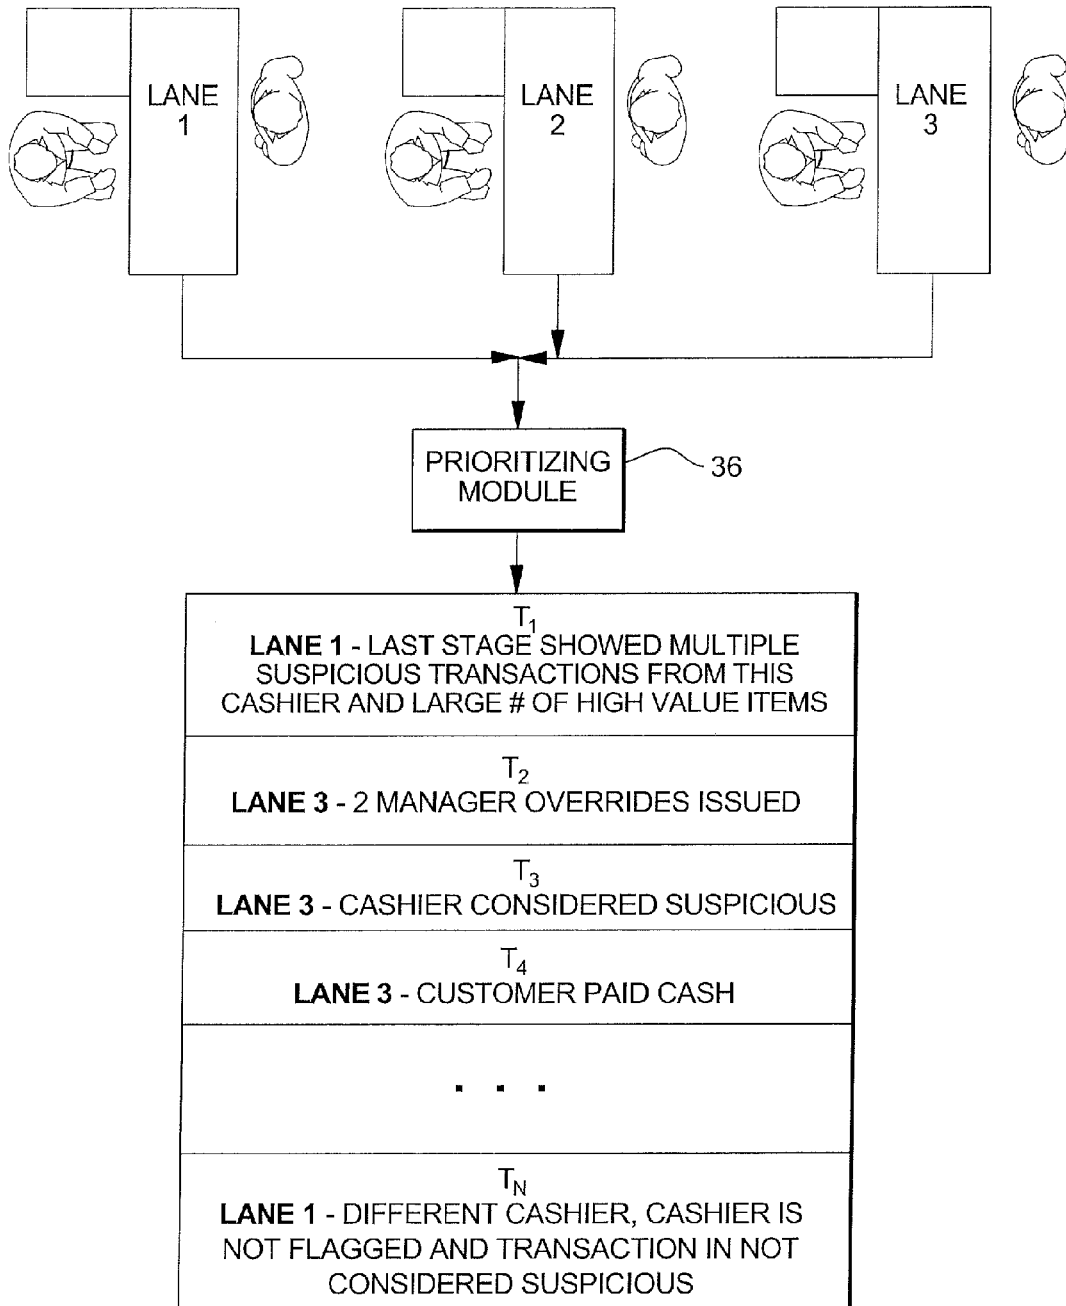 LANE
1
LANE
2
LANE
3
PRIORITIZING
MODULE
36
T1
LANE 1 - LAST STAGE SHOWED MULTIPLE
SUSPICIOUS TRANSACTIONS FROM THIS
CASHIER AND LARGE # OF HIGH VALUE ITEMS
T2
LANE 3 - 2 MANAGER OVERRIDES ISSUED
T3
LANE 3 - CASHIER CONSIDERED SUSPICIOUS
T4
LANE 3 - CUSTOMER PAID CASH
. . .
TN
LANE 1 - DIFFERENT CASHIER, CASHIER IS
NOT FLAGGED AND TRANSACTION IN NOT
CONSIDERED SUSPICIOUS